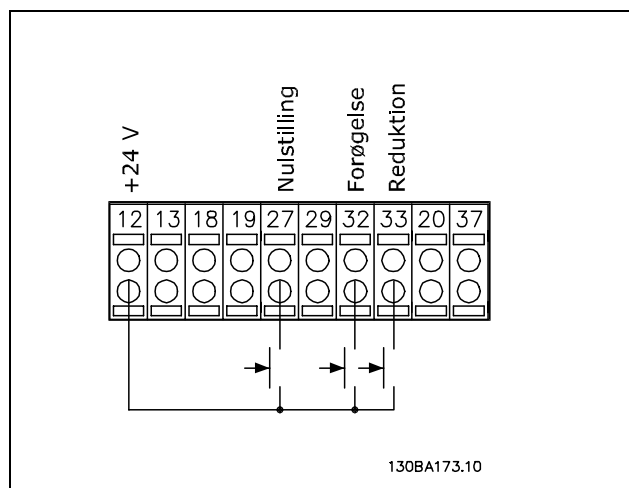 +24 V
Nulstilling
Forøgelse
Reduktion
12 13 18 19 27 29 32 33 20 37
130BA173.10